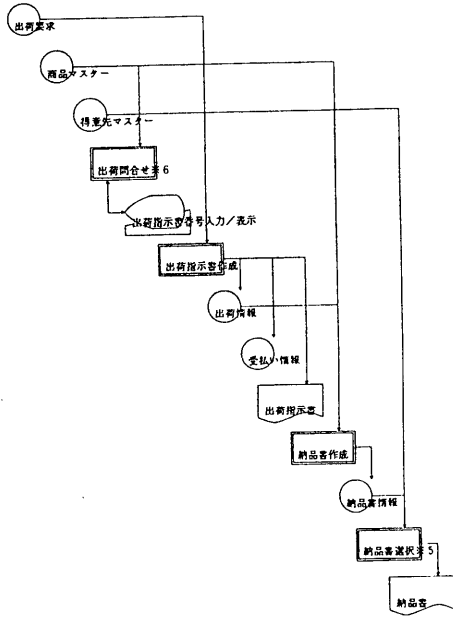 出荷要求
商品マスター
得意先マスター
出荷問合せ※6
出荷指示書番号入力／表示
出荷指示書作成
出荷情報
受払い情報
出荷指示書
納品書作成
納品書情報
納品書選択※5
納品書